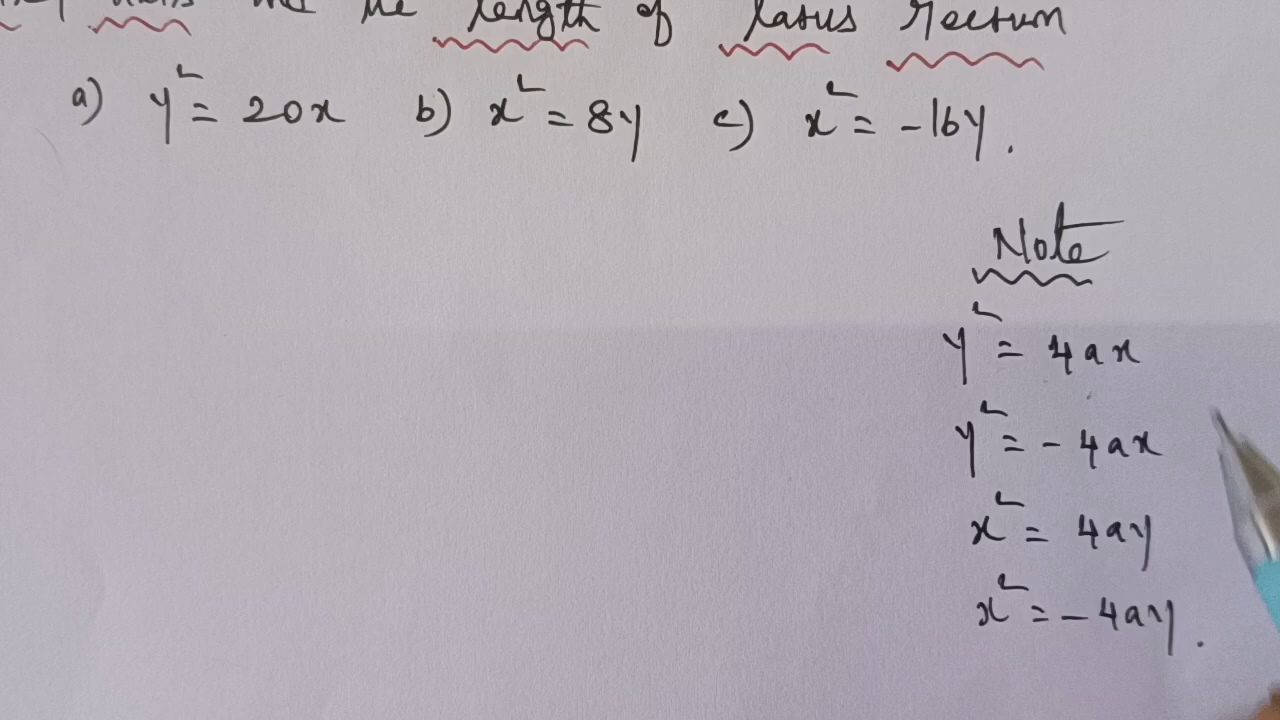 the length of latus rectum
a) y² = 20x b) x² = 8y c) x² = -16y.
Note
y² = 4ax
y² = -4ax
x² = 4ay
x² = -4ay.